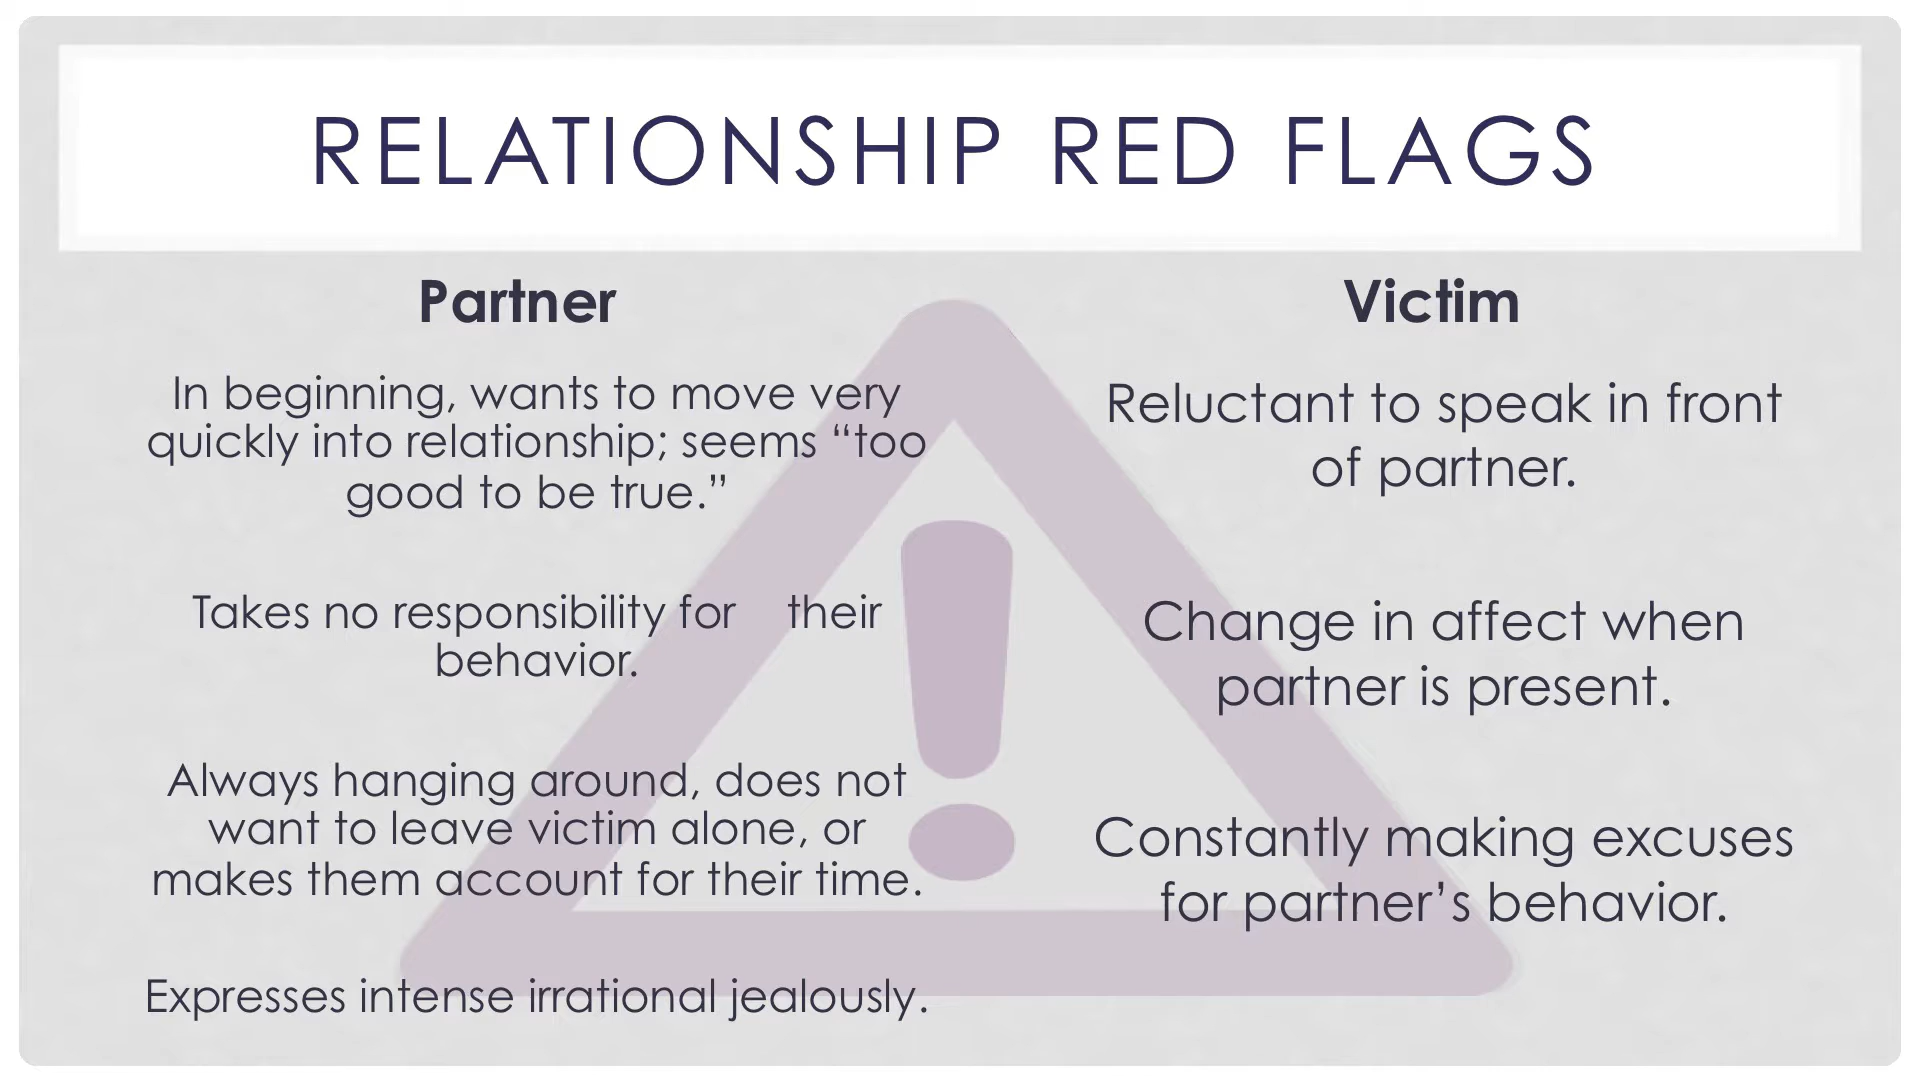 RELATIONSHIP RED FLAGS
Partner
In beginning, wants to move very
quickly into relationship; seems “too
good to be true.”
Takes no responsibility for their
behavior.
Always hanging around, does not
want to leave victim alone, or
makes them account for their time.
Expresses intense irrational jealously.
Victim
Reluctant to speak in front
of partner.
Change in affect when
partner is present.
Constantly making excuses
for partner’s behavior.